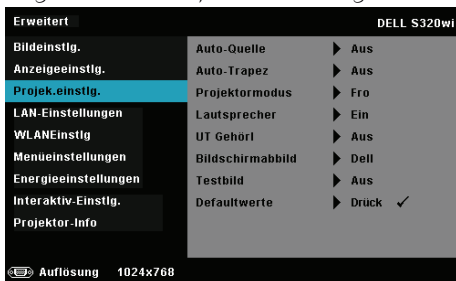 Erweitert DELL S320wi
Bildeinstlg. Auto-Quelle Aus
Anzeigeeinstlg. Auto-Trapez Aus
Projek.einstlg. Projektormodus Fro
LAN-Einstellungen Lautsprecher Ein
WLANEinstlg UT Gehörl Aus
Menüeinstellungen Bildschirmabbild Dell
Energieeinstellungen Testbild Aus
Interaktiv-Einstlg. Defaultwerte Drück ✓
Projektor-Info
Auflösung 1024x768